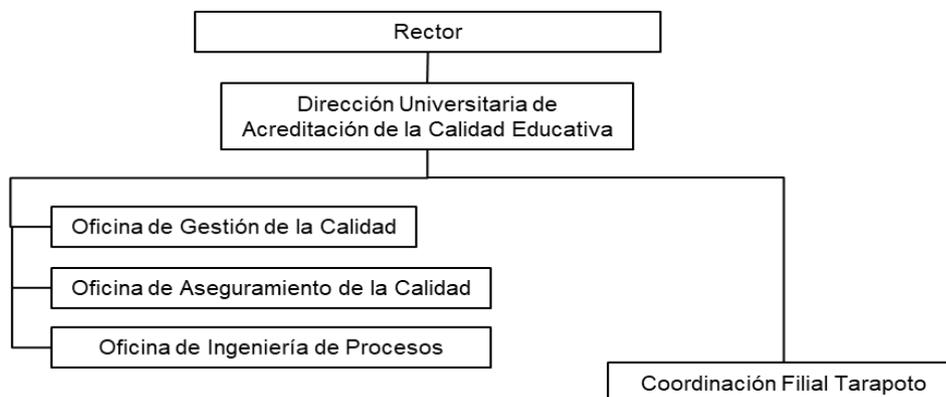 Rector
Dirección Universitaria de
Acreditación de la Calidad Educativa
Oficina de Gestión de la Calidad
Oficina de Aseguramiento de la Calidad
Oficina de Ingeniería de Procesos
Coordinación Filial Tarapoto